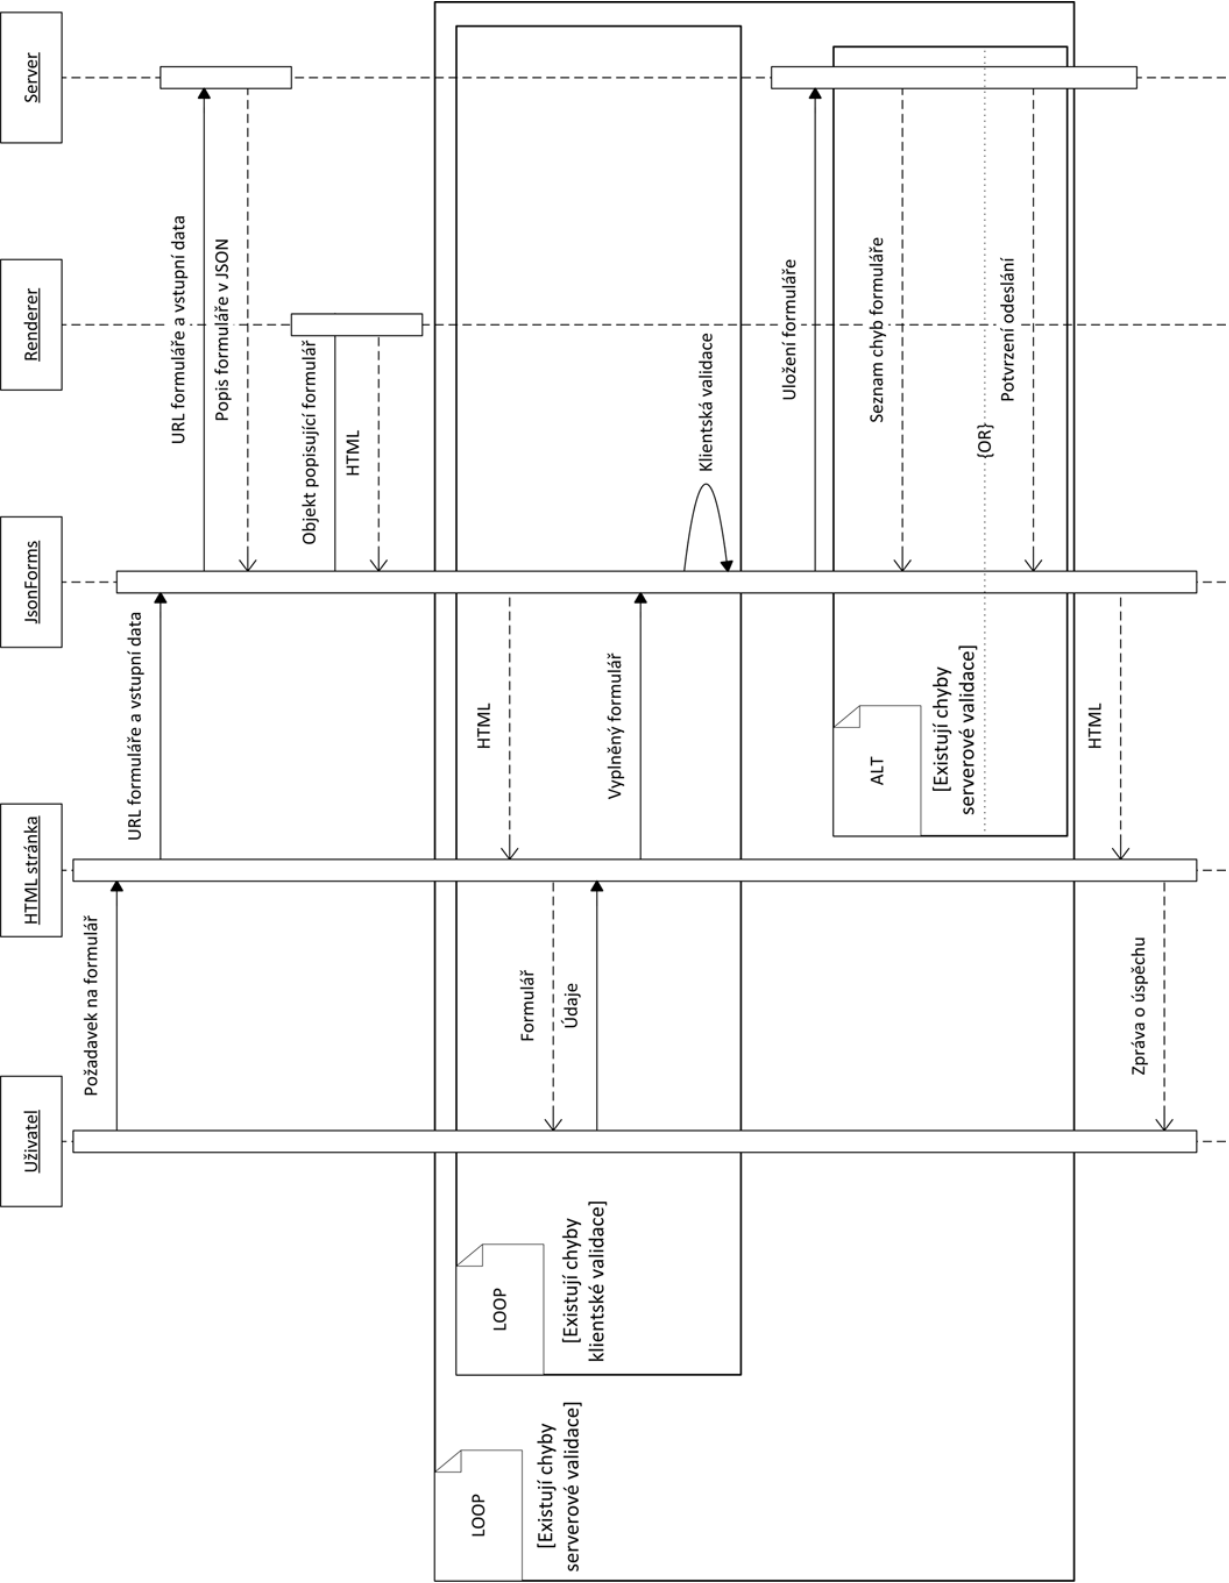 Uživatel
HTML stránka
JsonForms
Renderer
Server
Požadavek na formulář
URL formuláře a vstupní data
URL formuláře a vstupní data
Popis formuláře v JSON
Objekt popisující formulář
HTML
LOOP
[Existují chyby
serverové validace]
LOOP
[Existují chyby
klientské validace]
HTML
Formulář
Údaje
Vyplněný formulář
Klientská validace
Uložení formuláře
ALT
[Existují chyby
serverové validace]
Seznam chyb formuláře
{OR}
Potvrzení odeslání
HTML
Zpráva o úspěchu